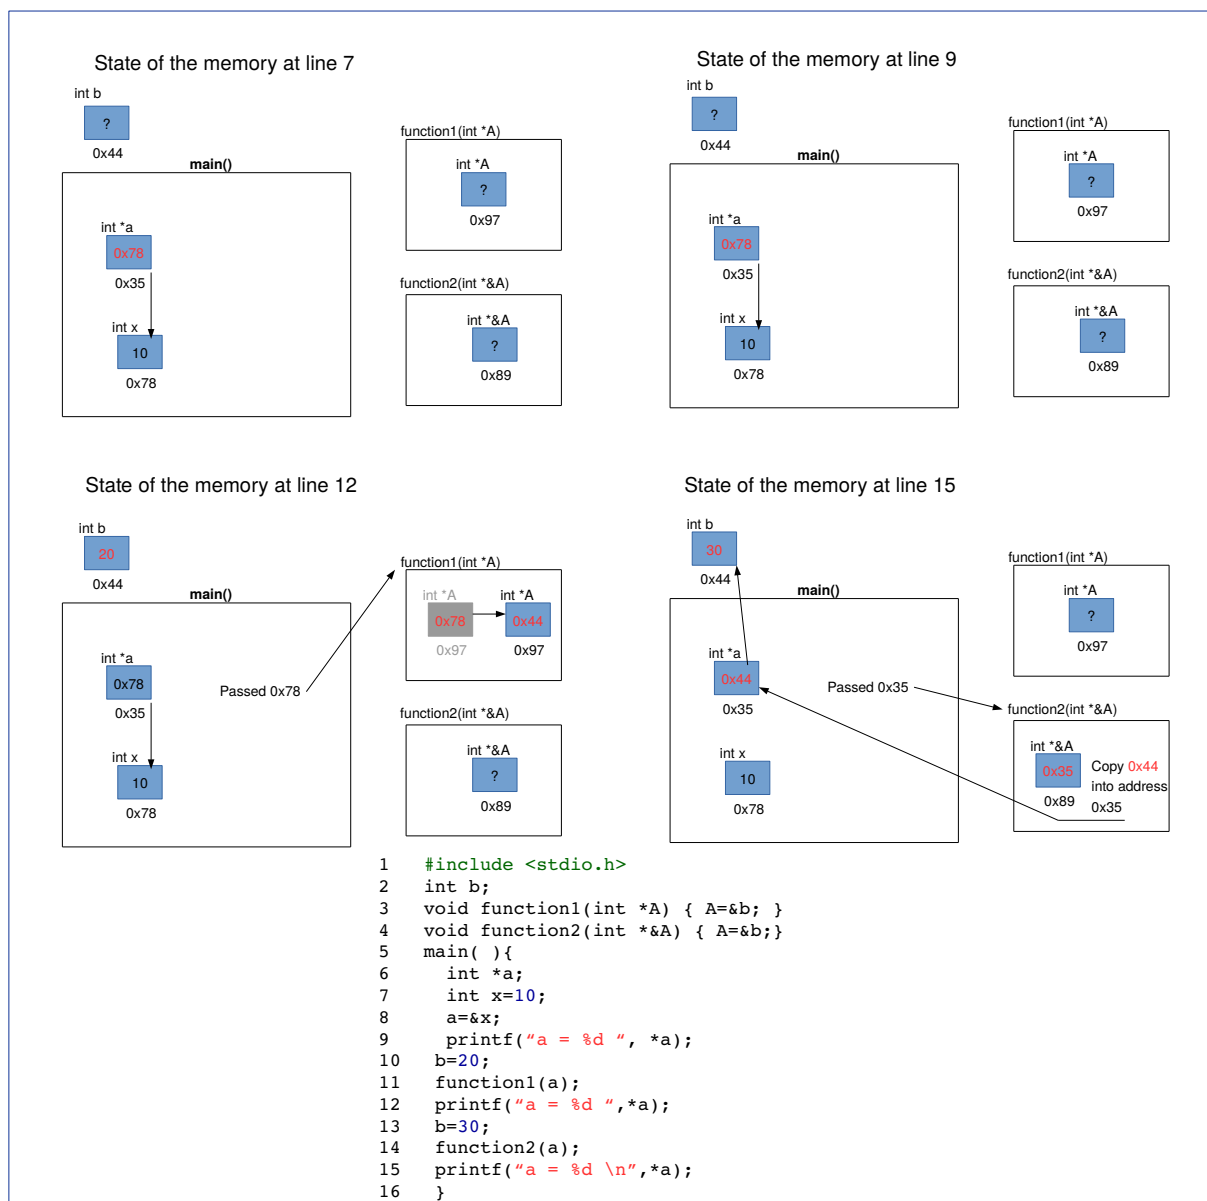 State of the memory at line 7
int b
?
0x44
main()
int *a
0x78
0x35
int x
10
0x78
function1(int *A)
int *A
?
0x97
function2(int *&A)
int *&A
?
0x89
State of the memory at line 9
int b
?
0x44
main()
int *a
0x78
0x35
int x
10
0x78
function1(int *A)
int *A
?
0x97
function2(int *&A)
int *&A
?
0x89
State of the memory at line 12
int b
20
0x44
main()
int *a
0x78
0x35
int x
10
0x78
Passed 0x78
function1(int *A)
int *A int *A
0x78 0x44
0x97 0x97
function2(int *&A)
int *&A
?
0x89
State of the memory at line 15
int b
30
0x44
main()
int *a
0x44
0x35
int x
10
0x78
Passed 0x35
function1(int *A)
int *A
?
0x97
function2(int *&A)
int *&A
0x35
0x89
Copy 0x44
into address
0x35
1 #include <stdio.h>
2 int b;
3 void function1(int *A) { A=&b; }
4 void function2(int *&A) { A=&b;}
5 main( ){
6 int *a;
7 int x=10;
8 a=&x;
9 printf(“a = %d “, *a);
10 b=20;
11 function1(a);
12 printf(“a = %d “,*a);
13 b=30;
14 function2(a);
15 printf(“a = %d \n”,*a);
16 }